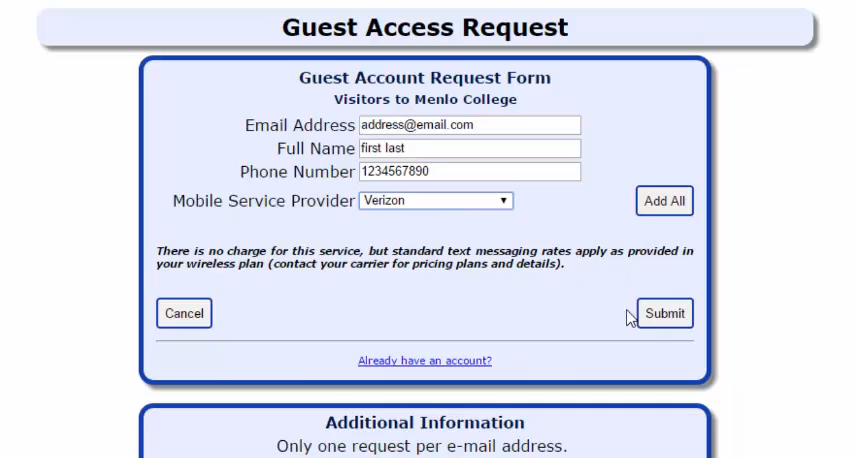 Guest Access Request
Guest Account Request Form
Visitors to Menlo College
Email Address address@email.com
Full Name first last
Phone Number 1234567890
Mobile Service Provider Verizon Add All
There is no charge for this service, but standard text messaging rates apply as provided in
your wireless plan (contact your carrier for pricing plans and details).
Cancel Submit
Already have an account?
Additional Information
Only one request per e-mail address.